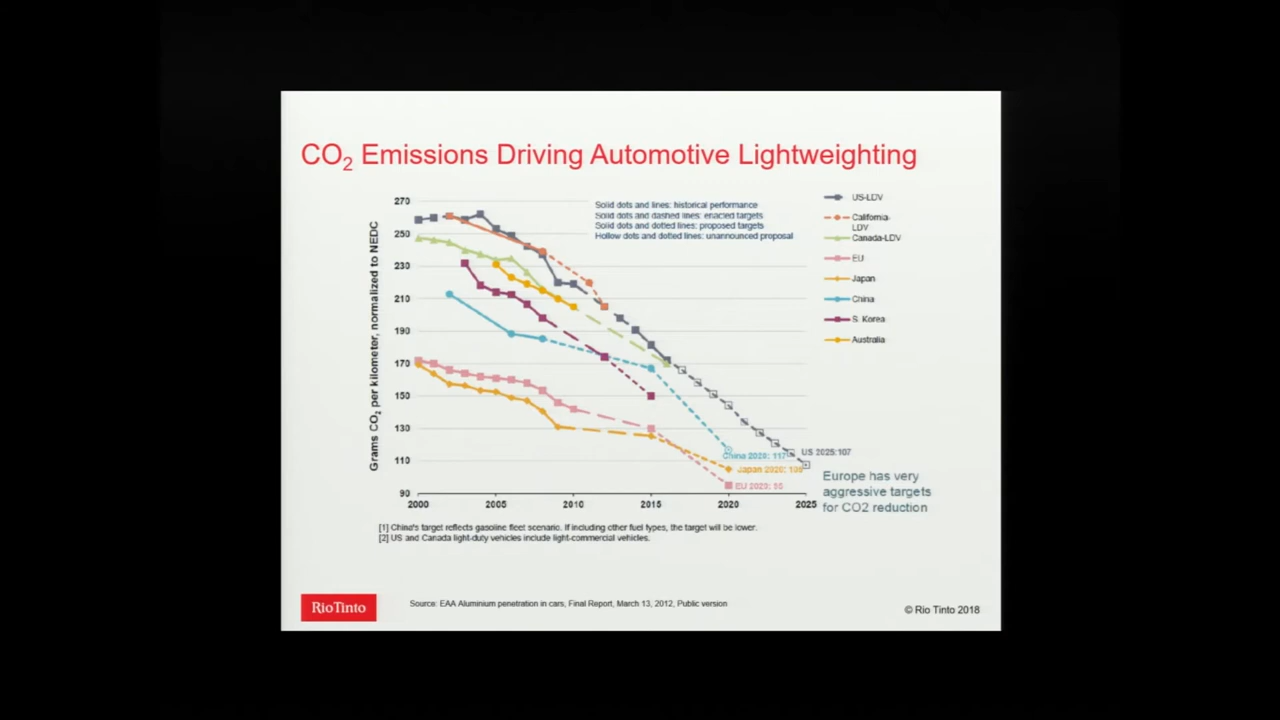 CO2 Emissions Driving Automotive Lightweighting
Grams CO2 per kilometer, normalized to NEDC
270
250
230
210
190
170
150
130
110
90
2000
2005
2010
2015
2020
2025
Solid dots and lines: historical performance
Solid dots and dashed lines: enacted targets
Solid dots and dotted lines: proposed targets
Hollow dots and dotted lines: unannounced proposal
US-LDV
California-
LDV
Canada-LDV
EU
Japan
China
S. Korea
Australia
China 2020: 117
US 2025:107
Japan 2020: 105
EU 2020: 95
Europe has very
aggressive targets
for CO2 reduction
[1] China's target reflects gasoline fleet scenario. If including other fuel types, the target will be lower.
[2] US and Canada light-duty vehicles include light-commercial vehicles.
RioTinto
Source: EAA Aluminium penetration in cars, Final Report, March 13, 2012, Public version
© Rio Tinto 2018